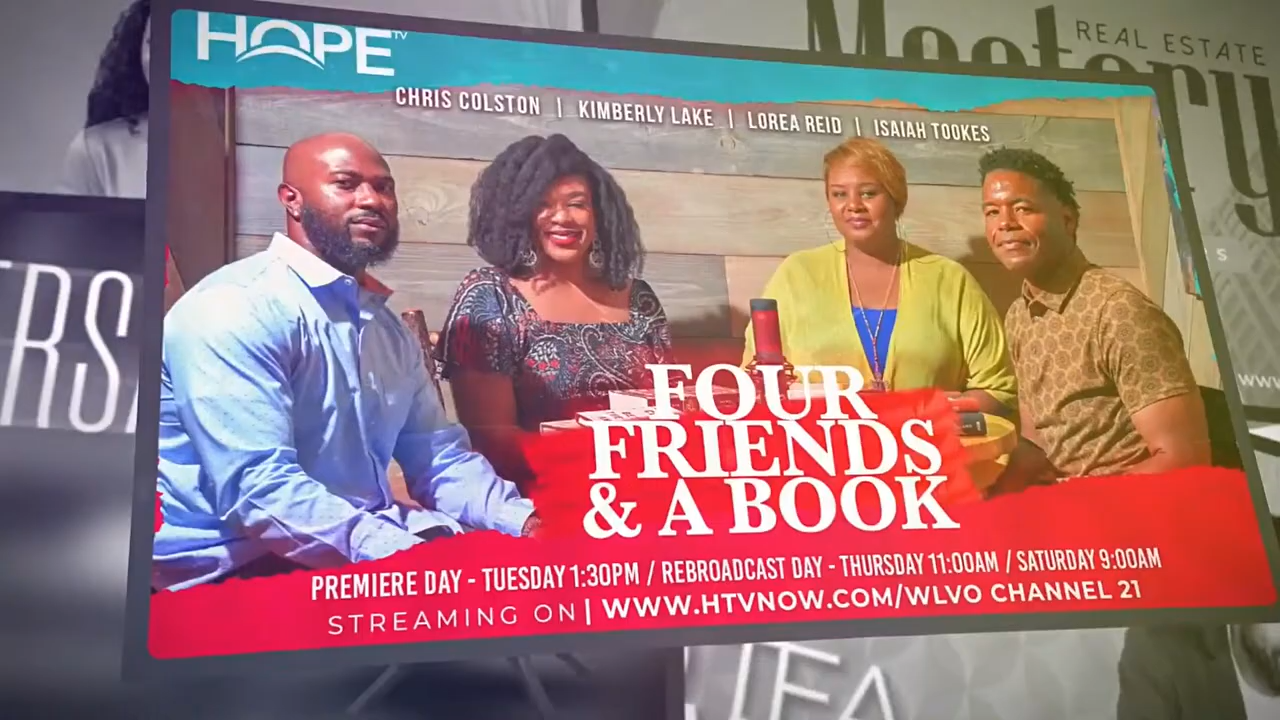 HOPE TV
CHRIS COLSTON | KIMBERLY LAKE | LOREA REID | ISAIAH TOOKES
FOUR
FRIENDS
& A BOOK
PREMIERE DAY - TUESDAY 1:30PM / REBROADCAST DAY - THURSDAY 11:00AM / SATURDAY 9:00AM
STREAMING ON | WWW.HTVNOW.COM/WLVO CHANNEL 21
REAL ESTATE